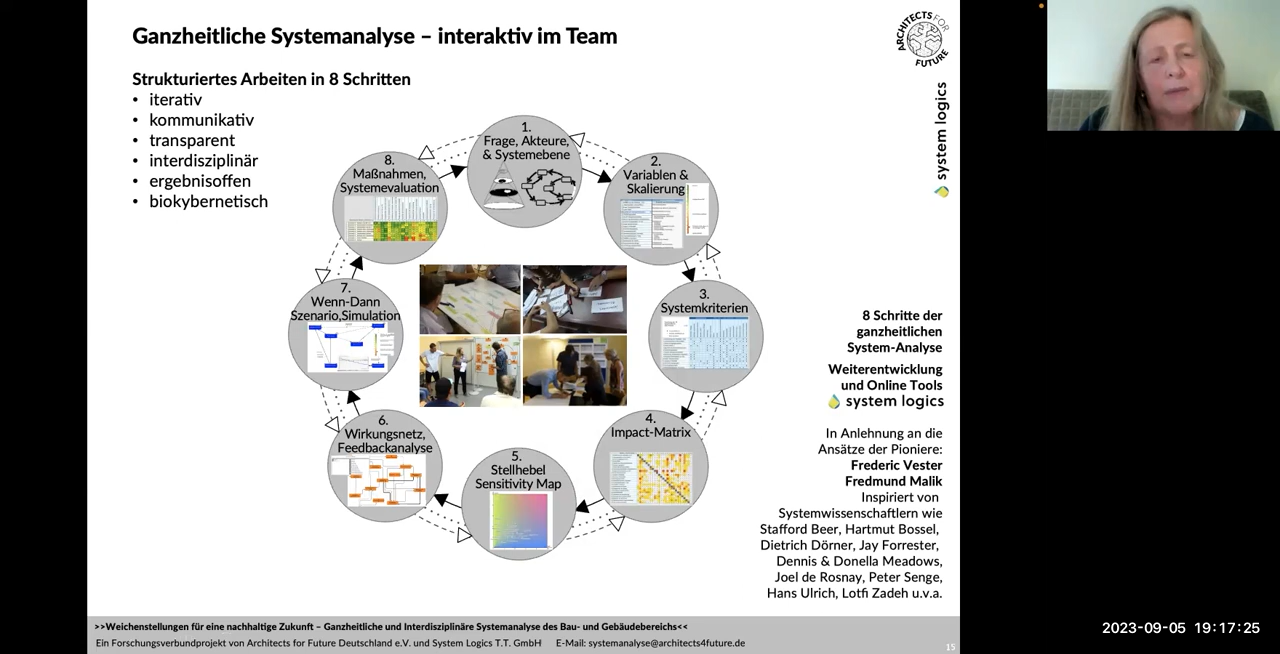 Ganzheitliche Systemanalyse – interaktiv im Team
Strukturiertes Arbeiten in 8 Schritten
• iterativ
• kommunikativ
• transparent
• interdisziplinär
• ergebnisoffen
• biokybernetisch
1.
Frage, Akteure,
& Systemebene
2.
Variablen &
Skalierung
3.
Systemkriterien
4.
Impact-Matrix
5.
Stellhebel
Sensitivity Map
6.
Wirkungsnetz,
Feedbackanalyse
7.
Wenn-Dann
Szenario,Simulation
8.
Maßnahmen,
Systemevaluation
ARCHITECTS FOR FUTURE
system logics
8 Schritte der
ganzheitlichen
System-Analyse
Weiterentwicklung
und Online Tools
system logics
In Anlehnung an die
Ansätze der Pioniere:
Frederic Vester
Fredmund Malik
Inspiriert von
Systemwissenschaftlern wie
Stafford Beer, Hartmut Bossel,
Dietrich Dörner, Jay Forrester,
Dennis & Donella Meadows,
Joel de Rosnay, Peter Senge,
Hans Ulrich, Lotfi Zadeh u.v.a.
>>Weichenstellungen für eine nachhaltige Zukunft – Ganzheitliche und Interdisziplinäre Systemanalyse des Bau- und Gebäudebereichs<<
Ein Forschungsverbundprojekt von Architects for Future Deutschland e.V. und System Logics T.T. GmbH E-Mail: systemanalyse@architects4future.de
15
2023-09-05 19:17:25